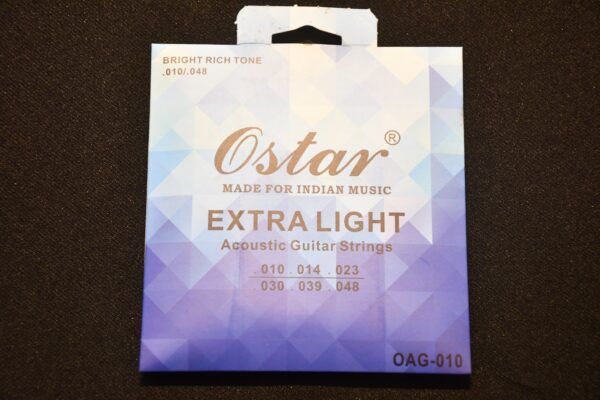 BRIGHT RICH TONE
.010/.048
Ostar®
MADE FOR INDIAN MUSIC
EXTRA LIGHT
Acoustic Guitar Strings
.010 .014 .023
.030 .039 .048
OAG-010